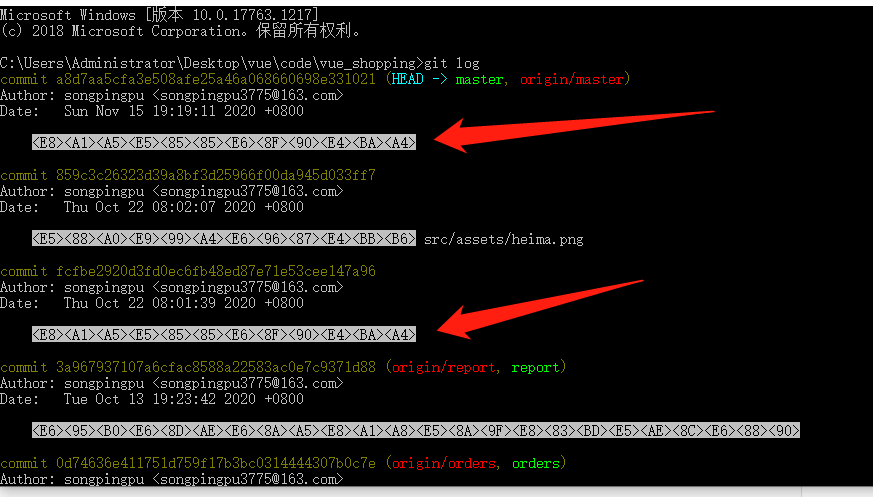 Microsoft Windows [版本 10.0.17763.1217]
(c) 2018 Microsoft Corporation。保留所有权利。
C:\Users\Administrator\Desktop\vue\code\vue_shopping>git log
commit a8d7aa5cfa3e508afe25a46a068660698e331021 (HEAD -> master, origin/master)
Author: songpingpu <songpingpu3775@163.com>
Date:   Sun Nov 15 19:19:11 2020 +0800
<E8><A1><A5><E5><85><85><E6><8F><90><E4><BA><A4>
commit 859c3c26323d39a8bf3d25966f00da945d033ff7
Author: songpingpu <songpingpu3775@163.com>
Date:   Thu Oct 22 08:02:07 2020 +0800
<E5><88><A0><E9><99><A4><E6><96><87><E4><BB><B6> src/assets/heima.png
commit fcfbe2920d3fd0ec6fb48ed87e71e53cee147a96
Author: songpingpu <songpingpu3775@163.com>
Date:   Thu Oct 22 08:01:39 2020 +0800
<E8><A1><A5><E5><85><85><E6><8F><90><E4><BA><A4>
commit 3a967937107a6cfac8588a22583ac0e7c9371d88 (origin/report, report)
Author: songpingpu <songpingpu3775@163.com>
Date:   Tue Oct 13 19:23:42 2020 +0800
<E6><95><B0><E6><8D><AE><E6><8A><A5><E8><A1><A8><E5><8A><9F><E8><83><BD><E5><AE><8C><E6><88><90>
commit 0d74636e411751d759f17b3bc0314444307b0c7e (origin/orders, orders)
Author: songpingpu <songpingpu3775@163.com>